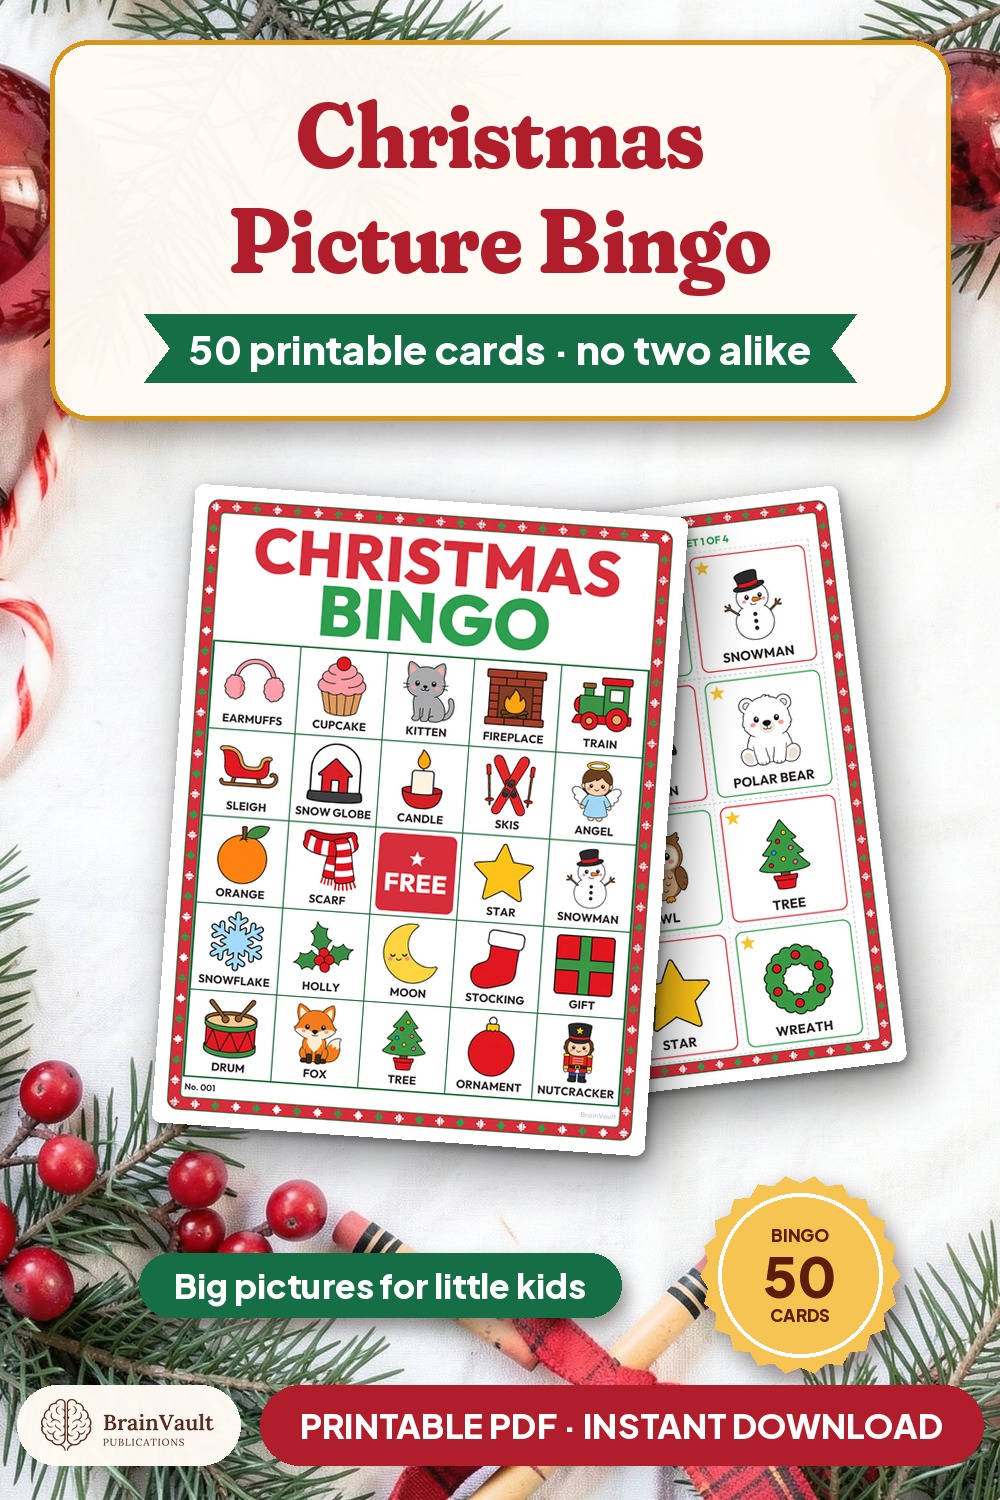 Christmas
Picture Bingo
50 printable cards · no two alike
CHRISTMAS
BINGO
EARMUFFS
CUPCAKE
KITTEN
FIREPLACE
TRAIN
SLEIGH
SNOW GLOBE
CANDLE
SKIS
ANGEL
ORANGE
SCARF
FREE
STAR
SNOWMAN
SNOWFLAKE
HOLLY
MOON
STOCKING
GIFT
DRUM
FOX
TREE
ORNAMENT
NUTCRACKER
No. 001
BrainVault
1 OF 4
SNOWMAN
POLAR BEAR
TREE
STAR
WREATH
Big pictures for little kids
BINGO
50
CARDS
BrainVault
PUBLICATIONS
PRINTABLE PDF · INSTANT DOWNLOAD